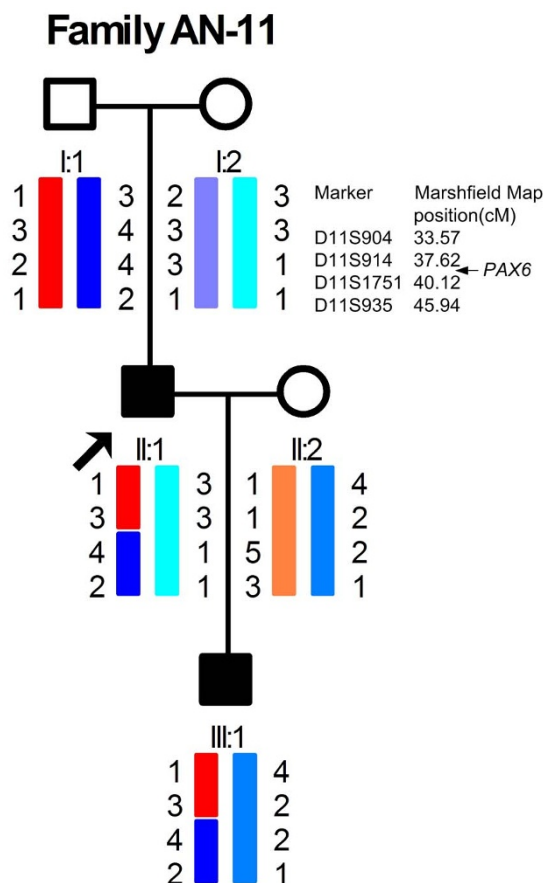 Family AN-11
I:1 I:2
1 3 2 3 Marker Marshfield Map
position(cM)
3 4 3 3 D11S904 33.57
D11S914 37.62
2 4 3 1 PAX6
D11S1751 40.12
1 2 1 1 D11S935 45.94
II:1 II:2
1 3 1 4
3 3 1 2
4 1 5 2
2 1 3 1
III:1
1 4
3 2
4 2
2 1